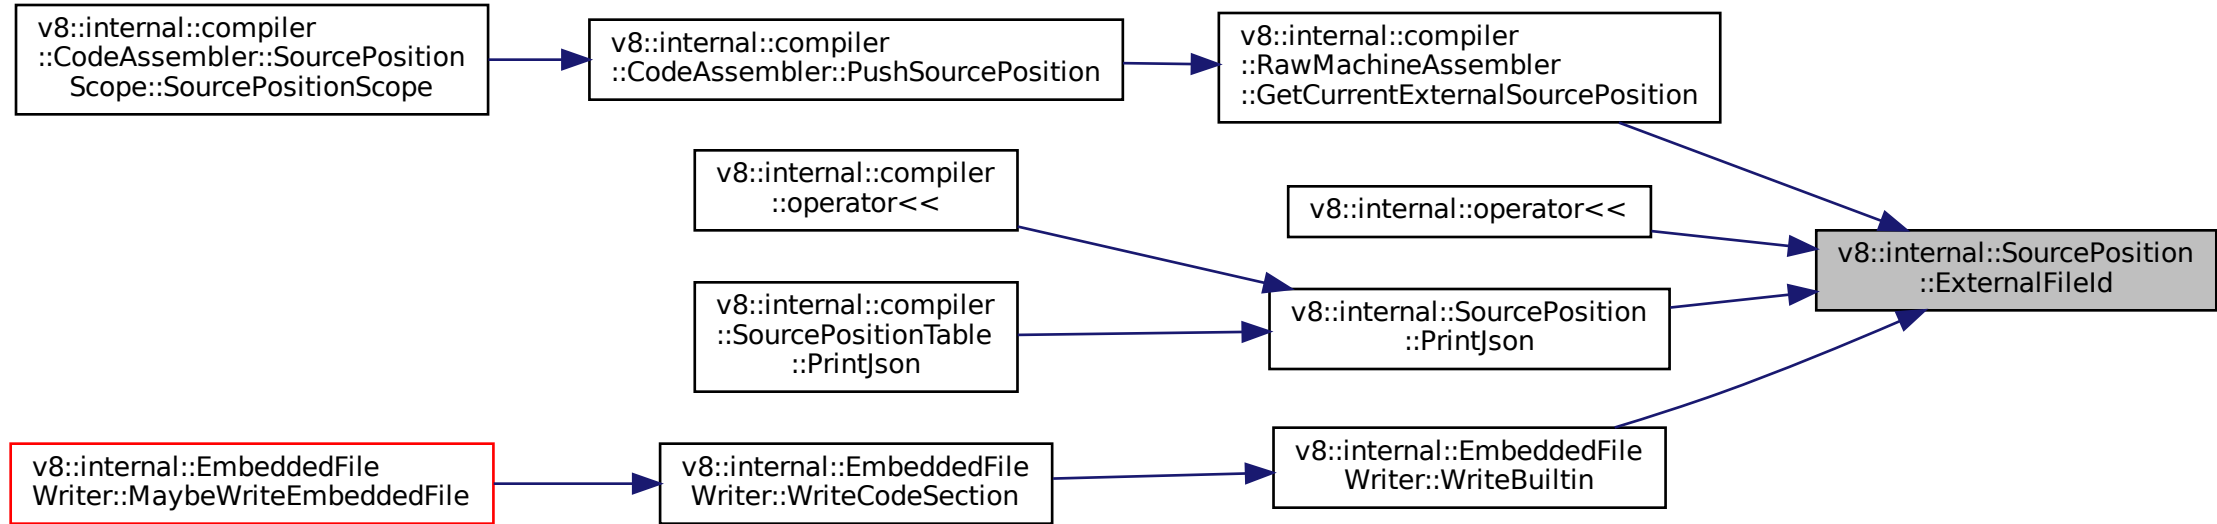 v8::internal::compiler
::CodeAssembler::SourcePosition
Scope::SourcePositionScope
v8::internal::compiler
::CodeAssembler::PushSourcePosition
v8::internal::compiler
::RawMachineAssembler
::GetCurrentExternalSourcePosition
v8::internal::compiler
::operator<<
v8::internal::operator<<
v8::internal::SourcePosition
::ExternalFileId
v8::internal::compiler
::SourcePositionTable
::PrintJson
v8::internal::SourcePosition
::PrintJson
v8::internal::EmbeddedFile
Writer::MaybeWriteEmbeddedFile
v8::internal::EmbeddedFile
Writer::WriteCodeSection
v8::internal::EmbeddedFile
Writer::WriteBuiltin